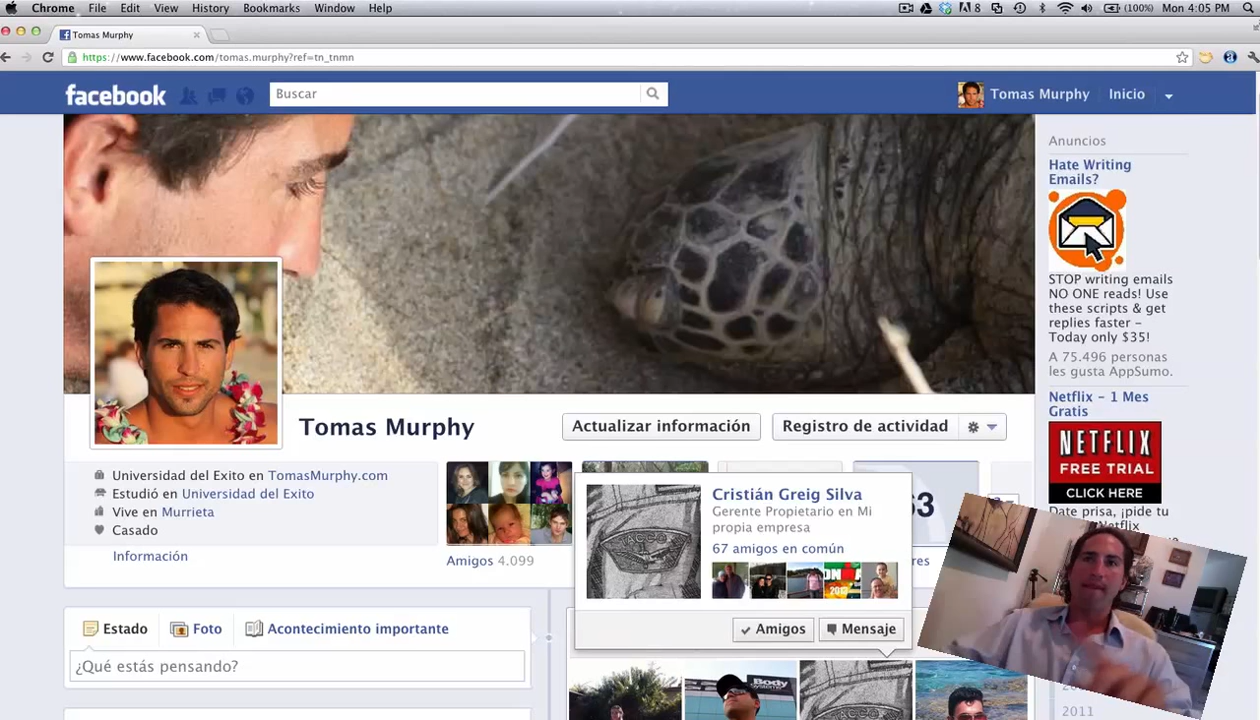 Chrome File Edit View History Bookmarks Window Help 8 (100%) Mon 4:05 PM
Tomas Murphy
https://www.facebook.com/tomas.murphy?ref=tn_tnmn
facebook Buscar Tomas Murphy Inicio
Anuncios
Hate Writing
Emails?
STOP writing emails
NO ONE reads! Use
these scripts & get
replies faster –
Today only $35!
A 75.496 personas
les gusta AppSumo.
Netflix – 1 Mes
Gratis
NETFLIX
FREE TRIAL
CLICK HERE
Date prisa, ¡pide tu
Netflix
Tomas Murphy
Actualizar información
Registro de actividad
Universidad del Exito en TomasMurphy.com
Estudió en Universidad del Exito
Vive en Murrieta
Casado
Información
Amigos 4.099
Cristián Greig Silva
Gerente Propietario en Mi
propia empresa
67 amigos en común
Amigos
Mensaje
Estado
Foto
Acontecimiento importante
¿Qué estás pensando?
Body
2011